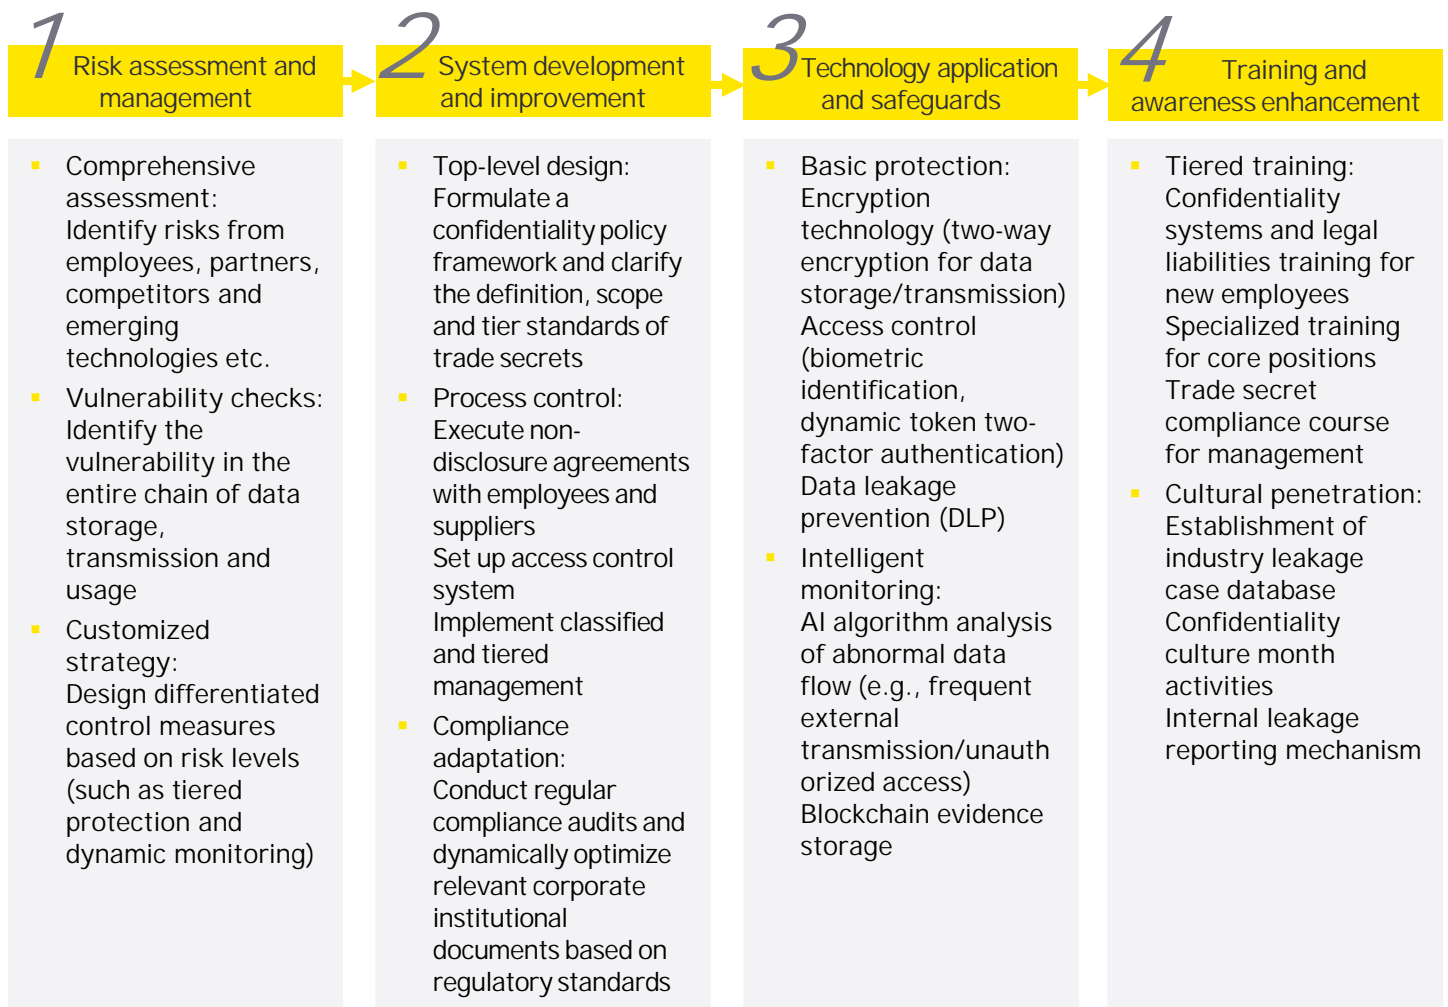 1
Risk assessment and
management
▪ Comprehensive
assessment:
Identify risks from
employees, partners,
competitors and
emerging
technologies etc.
▪ Vulnerability checks:
Identify the
vulnerability in the
entire chain of data
storage,
transmission and
usage
▪ Customized
strategy:
Design differentiated
control measures
based on risk levels
(such as tiered
protection and
dynamic monitoring)
2
System development
and improvement
▪ Top-level design:
Formulate a
confidentiality policy
framework and clarify
the definition, scope
and tier standards of
trade secrets
▪ Process control:
Execute non-
disclosure agreements
with employees and
suppliers
Set up access control
system
Implement classified
and tiered
management
▪ Compliance
adaptation:
Conduct regular
compliance audits and
dynamically optimize
relevant corporate
institutional
documents based on
regulatory standards
3
Technology application
and safeguards
▪ Basic protection:
Encryption
technology (two-way
encryption for data
storage/transmission)
Access control
(biometric
identification,
dynamic token two-
factor authentication)
Data leakage
prevention (DLP)
▪ Intelligent
monitoring:
AI algorithm analysis
of abnormal data
flow (e.g., frequent
external
transmission/unauth
orized access)
Blockchain evidence
storage
4
Training and
awareness enhancement
▪ Tiered training:
Confidentiality
systems and legal
liabilities training for
new employees
Specialized training
for core positions
Trade secret
compliance course
for management
▪ Cultural penetration:
Establishment of
industry leakage
case database
Confidentiality
culture month
activities
Internal leakage
reporting mechanism